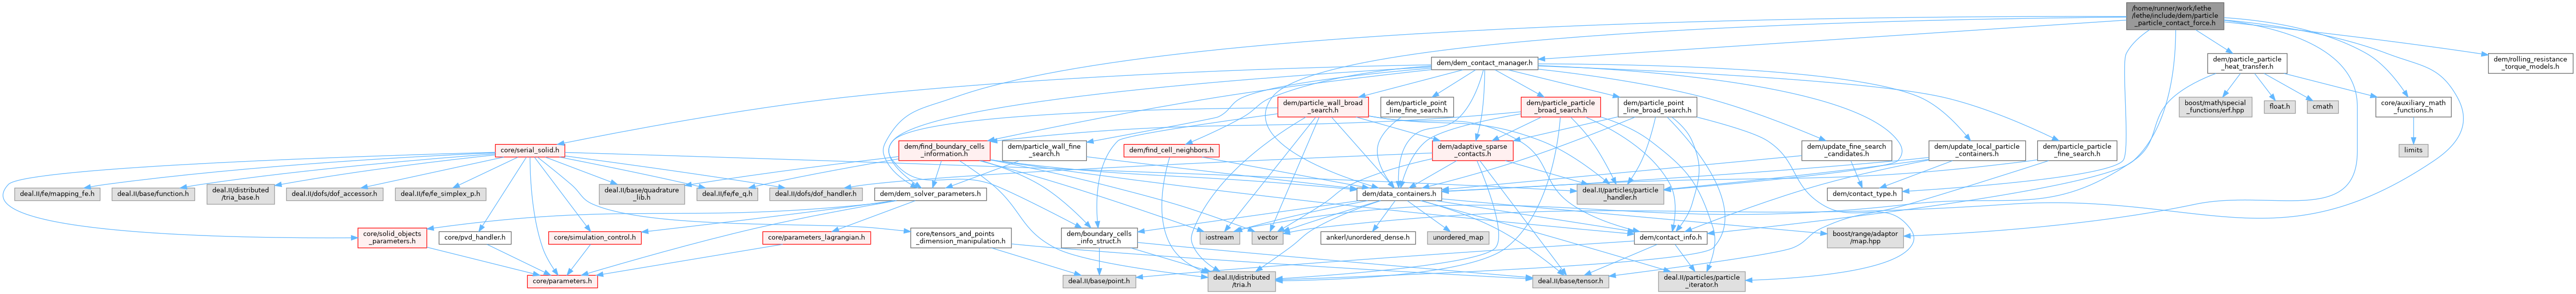 /home/runner/work/lethe
/lethe/include/dem/particle
_particle_contact_force.h
dem/dem_contact_manager.h
dem/particle_particle
_heat_transfer.h
dem/rolling_resistance
_torque_models.h
dem/particle_wall_broad
_search.h
dem/particle_point
_line_fine_search.h
dem/particle_particle
_broad_search.h
dem/particle_point
_line_broad_search.h
boost/math/special
_functions/erf.hpp
float.h
cmath
core/auxiliary_math
_functions.h
core/serial_solid.h
dem/find_boundary_cells
_information.h
dem/particle_wall_fine
_search.h
dem/find_cell_neighbors.h
dem/adaptive_sparse
_contacts.h
dem/update_fine_search
_candidates.h
dem/update_local_particle
_containers.h
dem/particle_particle
_fine_search.h
limits
deal.II/fe/mapping_fe.h
deal.II/base/function.h
deal.II/distributed
/tria_base.h
deal.II/dofs/dof_accessor.h
deal.II/fe/fe_simplex_p.h
deal.II/base/quadrature
_lib.h
deal.II/fe/fe_q.h
deal.II/dofs/dof_handler.h
dem/dem_solver_parameters.h
dem/data_containers.h
deal.II/particles/particle
_handler.h
dem/contact_type.h
core/solid_objects
_parameters.h
core/pvd_handler.h
core/simulation_control.h
core/parameters_lagrangian.h
core/tensors_and_points
_dimension_manipulation.h
dem/boundary_cells
_info_struct.h
iostream
vector
ankerl/unordered_dense.h
unordered_map
dem/contact_info.h
boost/range/adaptor
/map.hpp
core/parameters.h
deal.II/base/point.h
deal.II/distributed
/tria.h
deal.II/base/tensor.h
deal.II/particles/particle
_iterator.h